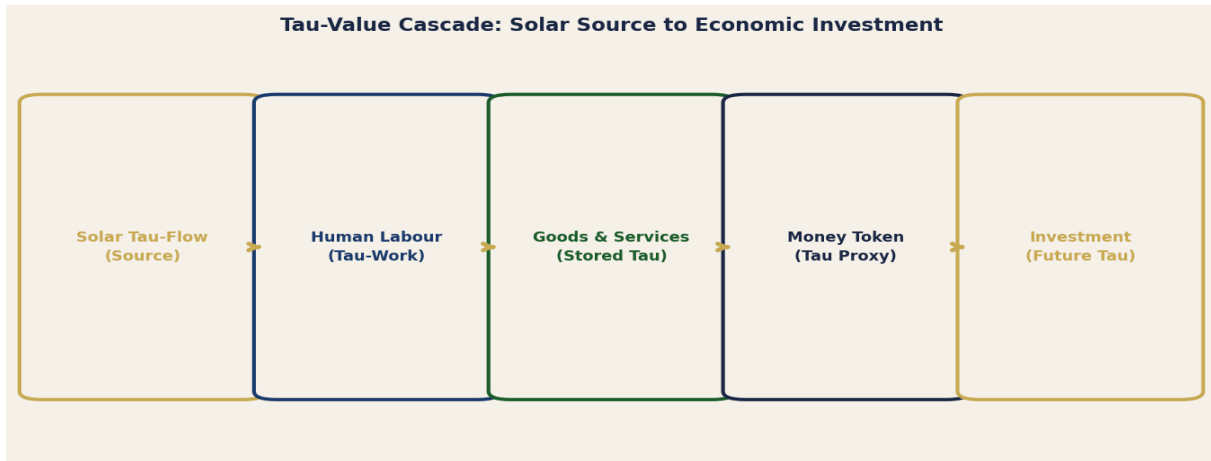 Tau-Value Cascade: Solar Source to Economic Investment
Solar Tau-Flow
(Source)
Human Labour
(Tau-Work)
Goods & Services
(Stored Tau)
Money Token
(Tau Proxy)
Investment
(Future Tau)